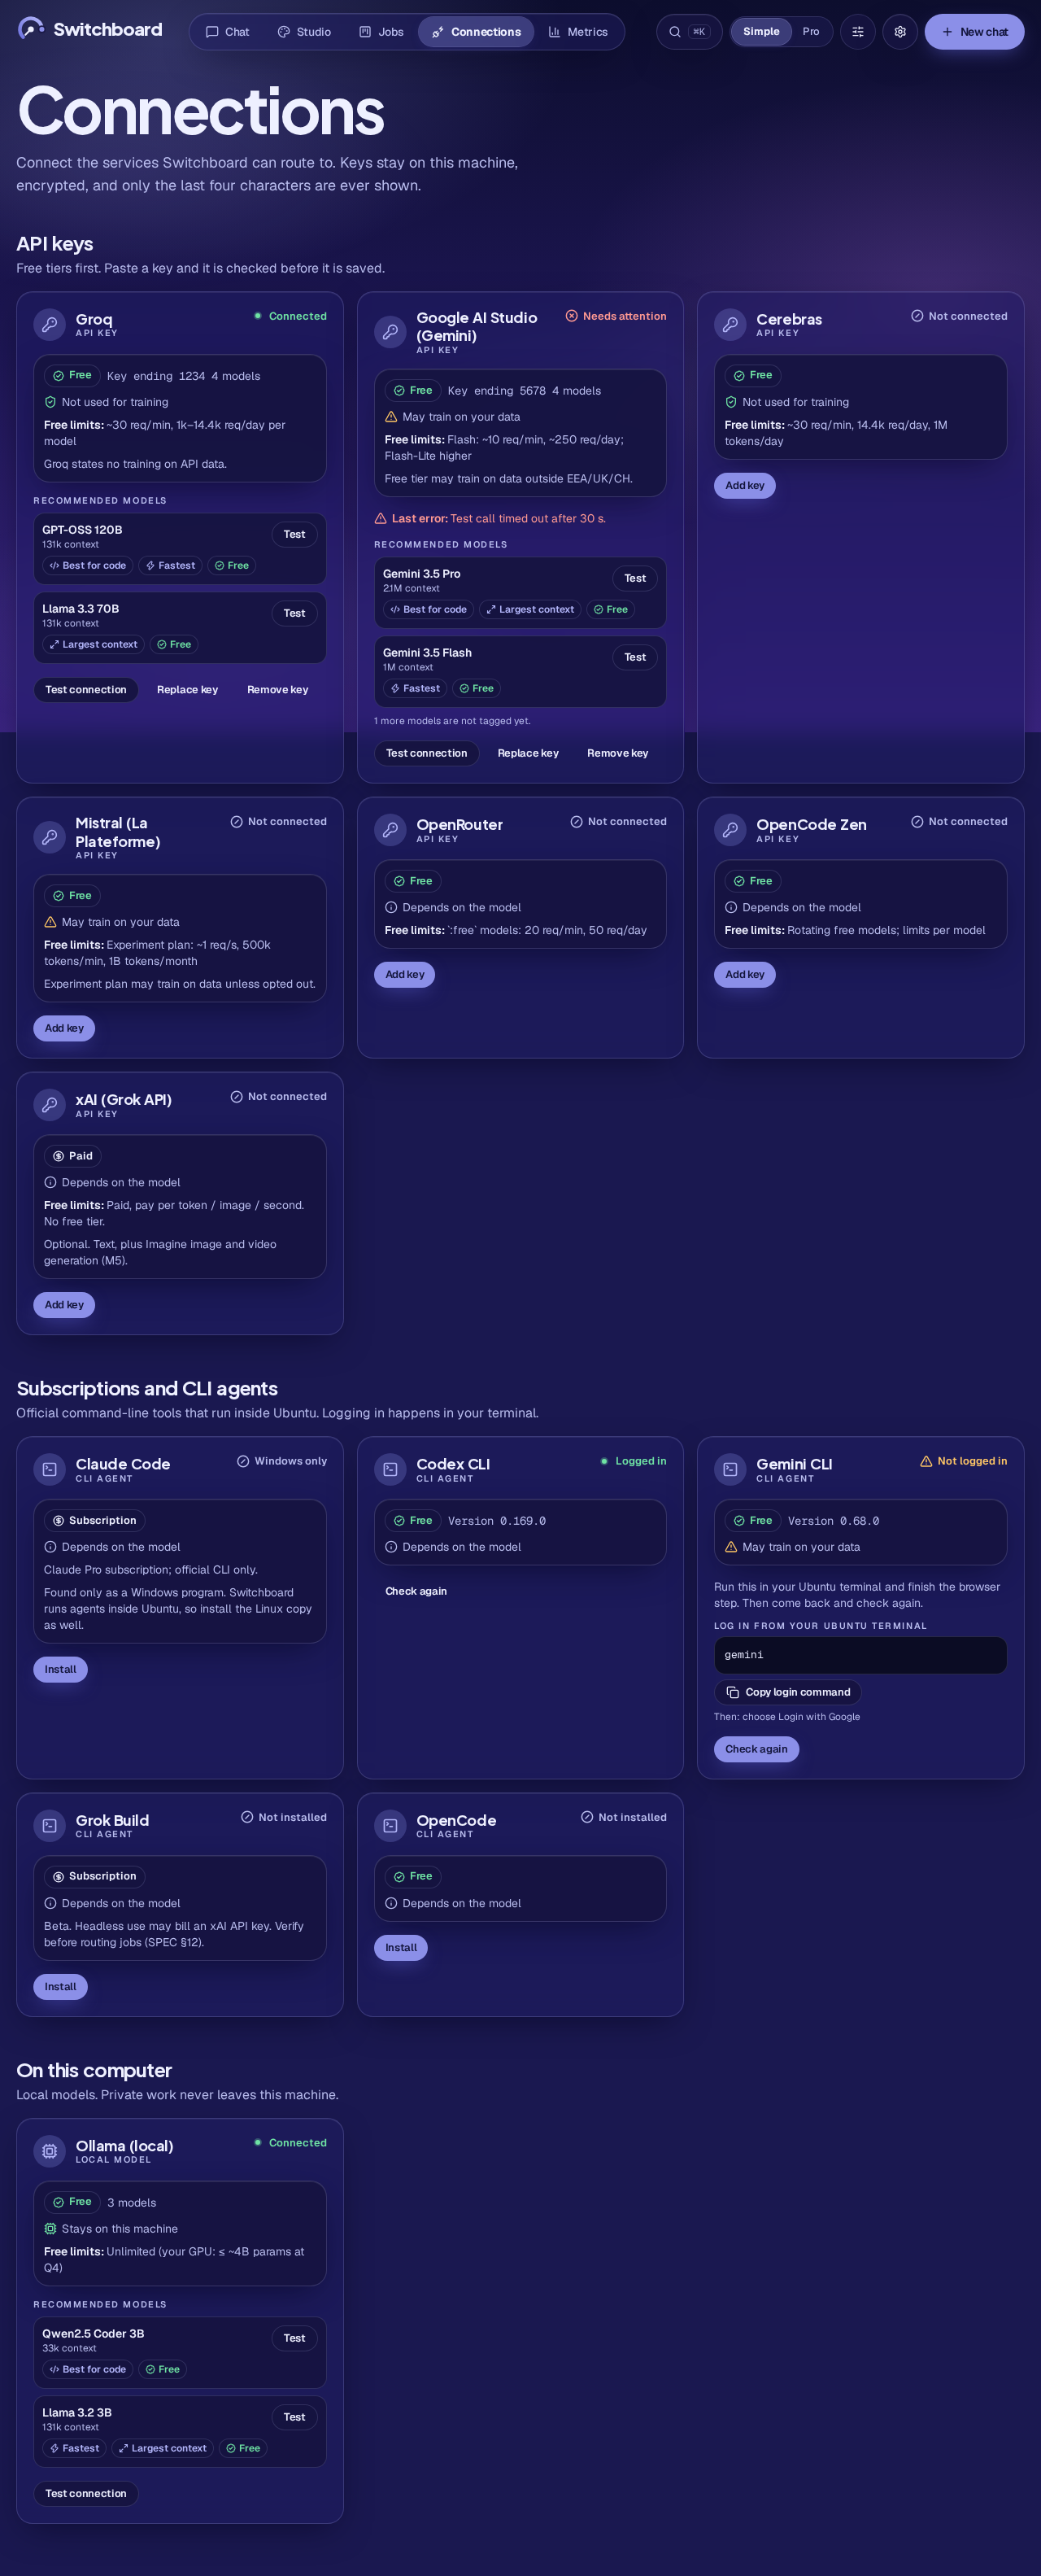 Switchboard
Chat
Studio
Jobs
Connections
Metrics
⌘K
Simple
Pro
New chat
Connections
Connect the services Switchboard can route to. Keys stay on this machine,
encrypted, and only the last four characters are ever shown.
API keys
Free tiers first. Paste a key and it is checked before it is saved.
Groq
API KEY
Connected
Free
Key ending 1234 4 models
Not used for training
Free limits: ~30 req/min, 1k–14.4k req/day per
model
Groq states no training on API data.
RECOMMENDED MODELS
GPT-OSS 120B
131k context
Test
Best for code
Fastest
Free
Llama 3.3 70B
131k context
Test
Largest context
Free
Test connection
Replace key
Remove key
Google AI Studio
(Gemini)
API KEY
Needs attention
Free
Key ending 5678 4 models
May train on your data
Free limits: Flash: ~10 req/min, ~250 req/day;
Flash-Lite higher
Free tier may train on data outside EEA/UK/CH.
Last error: Test call timed out after 30 s.
RECOMMENDED MODELS
Gemini 3.5 Pro
2.1M context
Test
Best for code
Largest context
Free
Gemini 3.5 Flash
1M context
Test
Fastest
Free
1 more models are not tagged yet.
Test connection
Replace key
Remove key
Cerebras
API KEY
Not connected
Free
Not used for training
Free limits: ~30 req/min, 14.4k req/day, 1M
tokens/day
Add key
Mistral (La
Plateforme)
API KEY
Not connected
Free
May train on your data
Free limits: Experiment plan: ~1 req/s, 500k
tokens/min, 1B tokens/month
Experiment plan may train on data unless opted out.
Add key
OpenRouter
API KEY
Not connected
Free
Depends on the model
Free limits: `:free` models: 20 req/min, 50 req/day
Add key
OpenCode Zen
API KEY
Not connected
Free
Depends on the model
Free limits: Rotating free models; limits per model
Add key
xAI (Grok API)
API KEY
Not connected
Paid
Depends on the model
Free limits: Paid, pay per token / image / second.
No free tier.
Optional. Text, plus Imagine image and video
generation (M5).
Add key
Subscriptions and CLI agents
Official command-line tools that run inside Ubuntu. Logging in happens in your terminal.
Claude Code
CLI AGENT
Windows only
Subscription
Depends on the model
Claude Pro subscription; official CLI only.
Found only as a Windows program. Switchboard
runs agents inside Ubuntu, so install the Linux copy
as well.
Install
Codex CLI
CLI AGENT
Logged in
Free
Version 0.169.0
Depends on the model
Check again
Gemini CLI
CLI AGENT
Not logged in
Free
Version 0.68.0
May train on your data
Run this in your Ubuntu terminal and finish the browser
step. Then come back and check again.
LOG IN FROM YOUR UBUNTU TERMINAL
gemini
Copy login command
Then: choose Login with Google
Check again
Grok Build
CLI AGENT
Not installed
Subscription
Depends on the model
Beta. Headless use may bill an xAI API key. Verify
before routing jobs (SPEC §12).
Install
OpenCode
CLI AGENT
Not installed
Free
Depends on the model
Install
On this computer
Local models. Private work never leaves this machine.
Ollama (local)
LOCAL MODEL
Connected
Free
3 models
Stays on this machine
Free limits: Unlimited (your GPU: ≤ ~4B params at
Q4)
RECOMMENDED MODELS
Qwen2.5 Coder 3B
33k context
Test
Best for code
Free
Llama 3.2 3B
131k context
Test
Fastest
Largest context
Free
Test connection